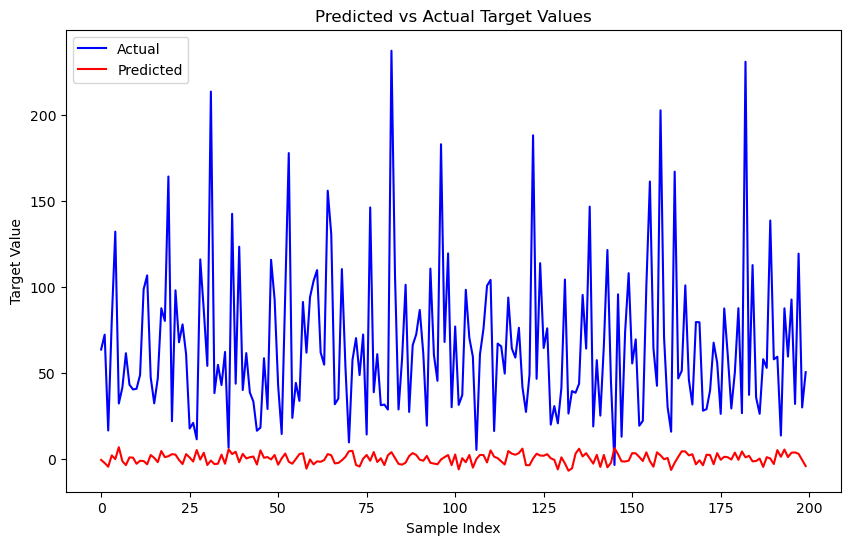 Predicted vs Actual Target Values
Actual
Predicted
Target Value
200
150
100
50
0
0 25 50 75 100 125 150 175 200
Sample Index